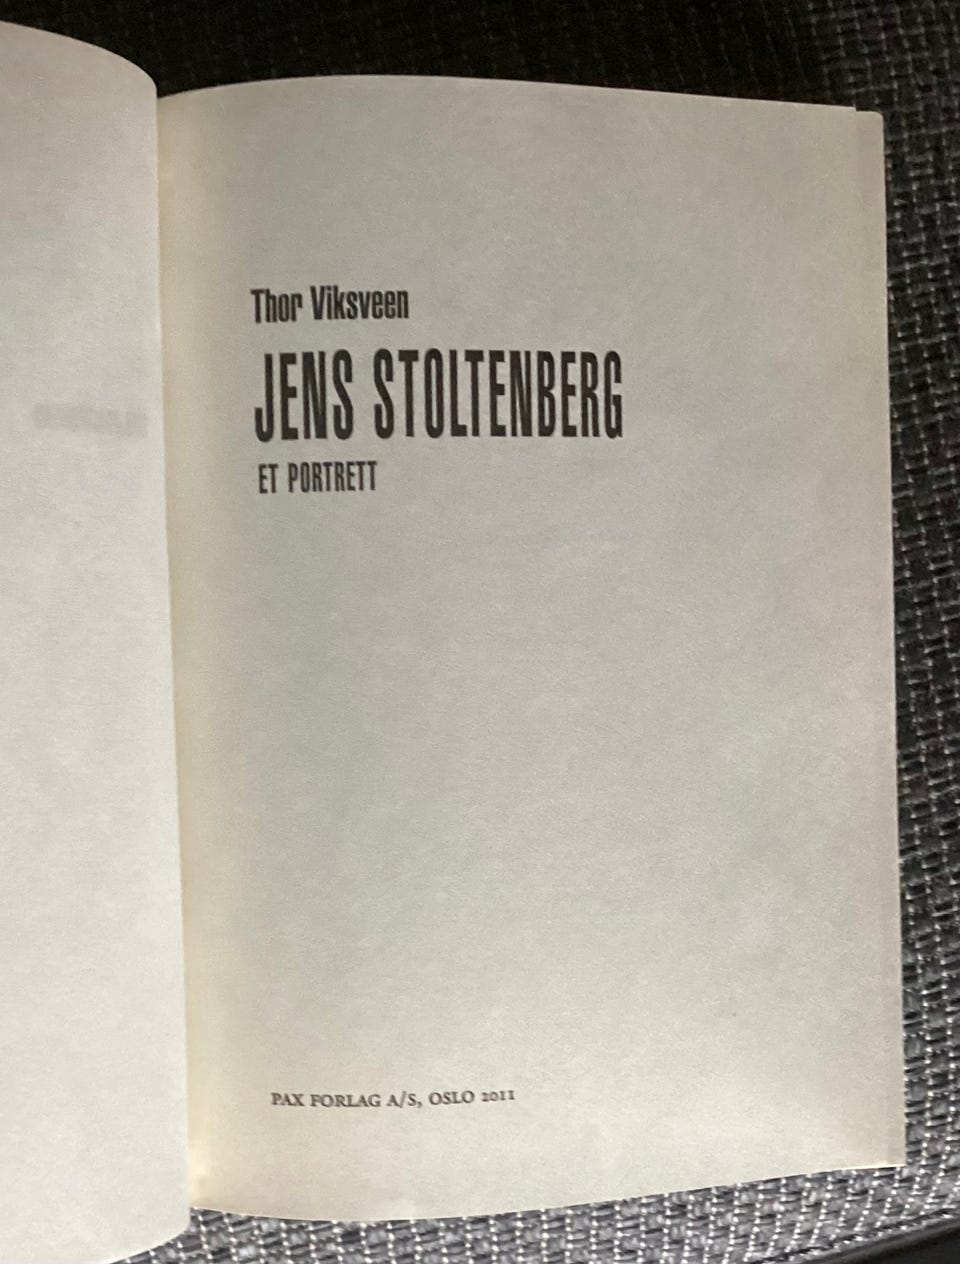 Thor Viksveen
JENS STOLTENBERG
ET PORTRETT
PAX FORLAG A/S, OSLO 2011